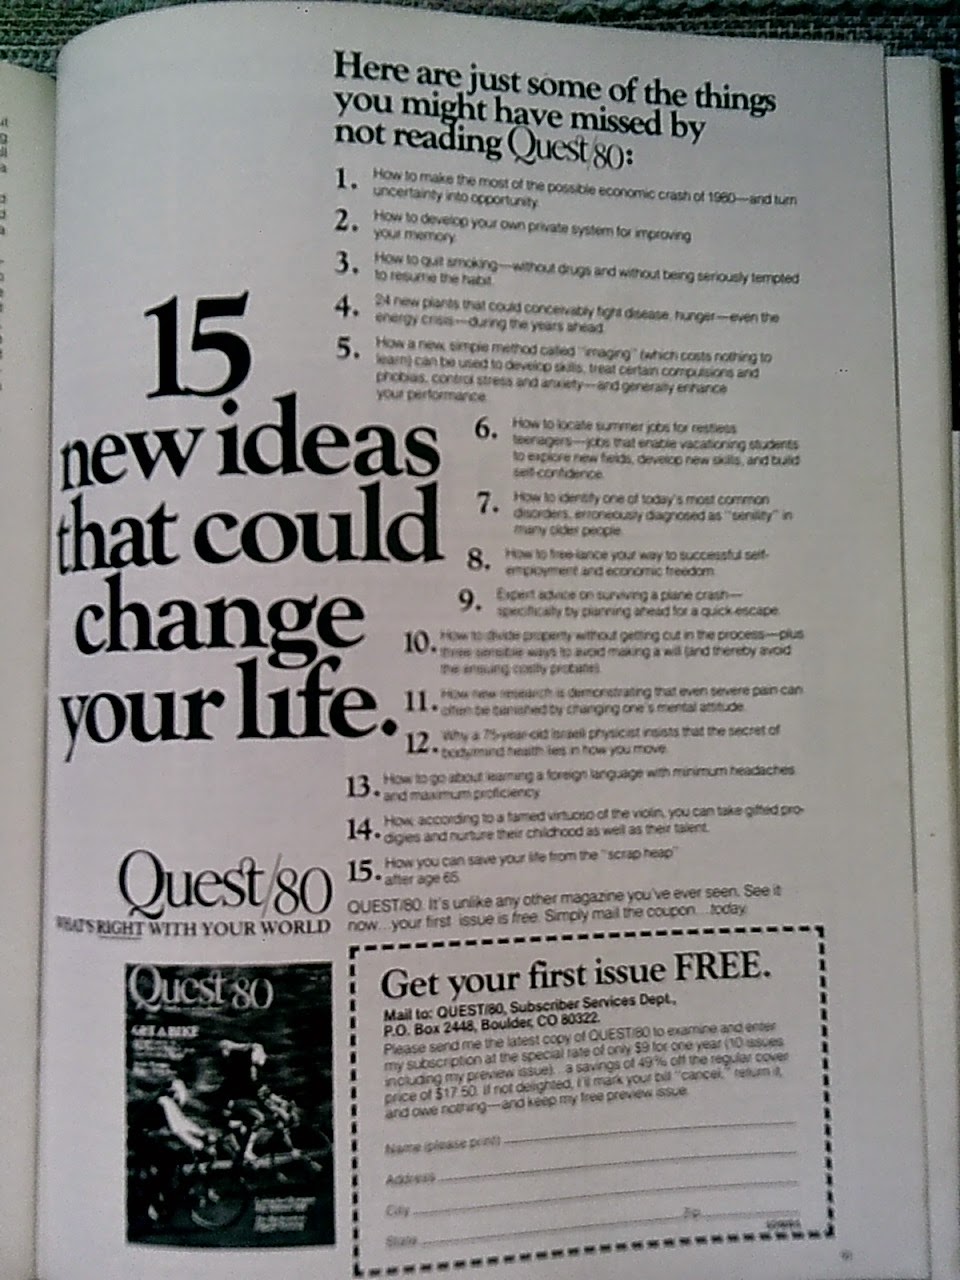 Here are just some of the things
you might have missed by
not reading Quest/80:
1. How to make the most of the possible economic crash of 1980—and turn
uncertainty into opportunity.
2. How to develop your own private system for improving
your memory.
3. How to quit smoking—without drugs and without being seriously tempted
to resume the habit.
4. 24 new plants that could conceivably fight disease, hunger—even the
energy crisis—during the years ahead.
5. How a new, simple method called "imaging" (which costs nothing to
learn) can be used to develop skills, treat certain compulsions and
phobias, control stress and anxiety—and generally enhance
your performance.
15
new ideas
that could
change
your life.
6. How to locate summer jobs for restless
teenagers—jobs that enable vacationing students
to explore new fields, develop new skills, and build
self-confidence.
7. How to identify one of today's most common
disorders, erroneously diagnosed as "senility" in
many older people.
8. How to free-lance your way to successful self-
employment and economic freedom.
9. Expert advice on surviving a plane crash—
specifically by planning ahead for a quick escape.
10. How to divide property without getting cut in the process—plus
three sensible ways to avoid making a will (and thereby avoid
the ensuing costly probate).
11. How new research is demonstrating that even severe pain can
often be banished by changing one's mental attitude.
12. Why a 75-year-old Israeli physicist insists that the secret of
body/mind health lies in how you move.
13. How to go about learning a foreign language with minimum headaches
and maximum proficiency.
14. How, according to a famed virtuoso of the violin, you can take gifted pro-
digies and nurture their childhood as well as their talent.
15. How you can save your life from the "scrap heap"
after age 65.
QUEST/80. It's unlike any other magazine you've ever seen. See it
now...your first issue is free. Simply mail the coupon...today.
Quest/80
WHAT'S RIGHT WITH YOUR WORLD
Quest 80
GET A BIKE
Get your first issue FREE.
Mail to: QUEST/80, Subscriber Services Dept.,
P.O. Box 2448, Boulder, CO 80322.
Please send me the latest copy of QUEST/80 to examine and enter
my subscription at the special rate of only $9 for one year (10 issues
including my preview issue)...a savings of 49% off the regular cover
price of $17.50. If not delighted, I'll mark your bill "cancel," return it,
and owe nothing—and keep my free preview issue.
Name (please print)
Address
City
State Zip